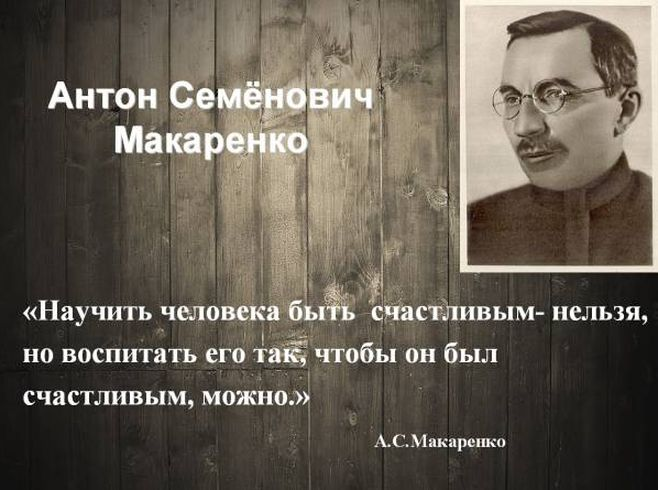 Антон Семёнович
Макаренко
«Научить человека быть счастливым- нельзя,
но воспитать его так, чтобы он был
счастливым, можно.»
А.С.Макаренко